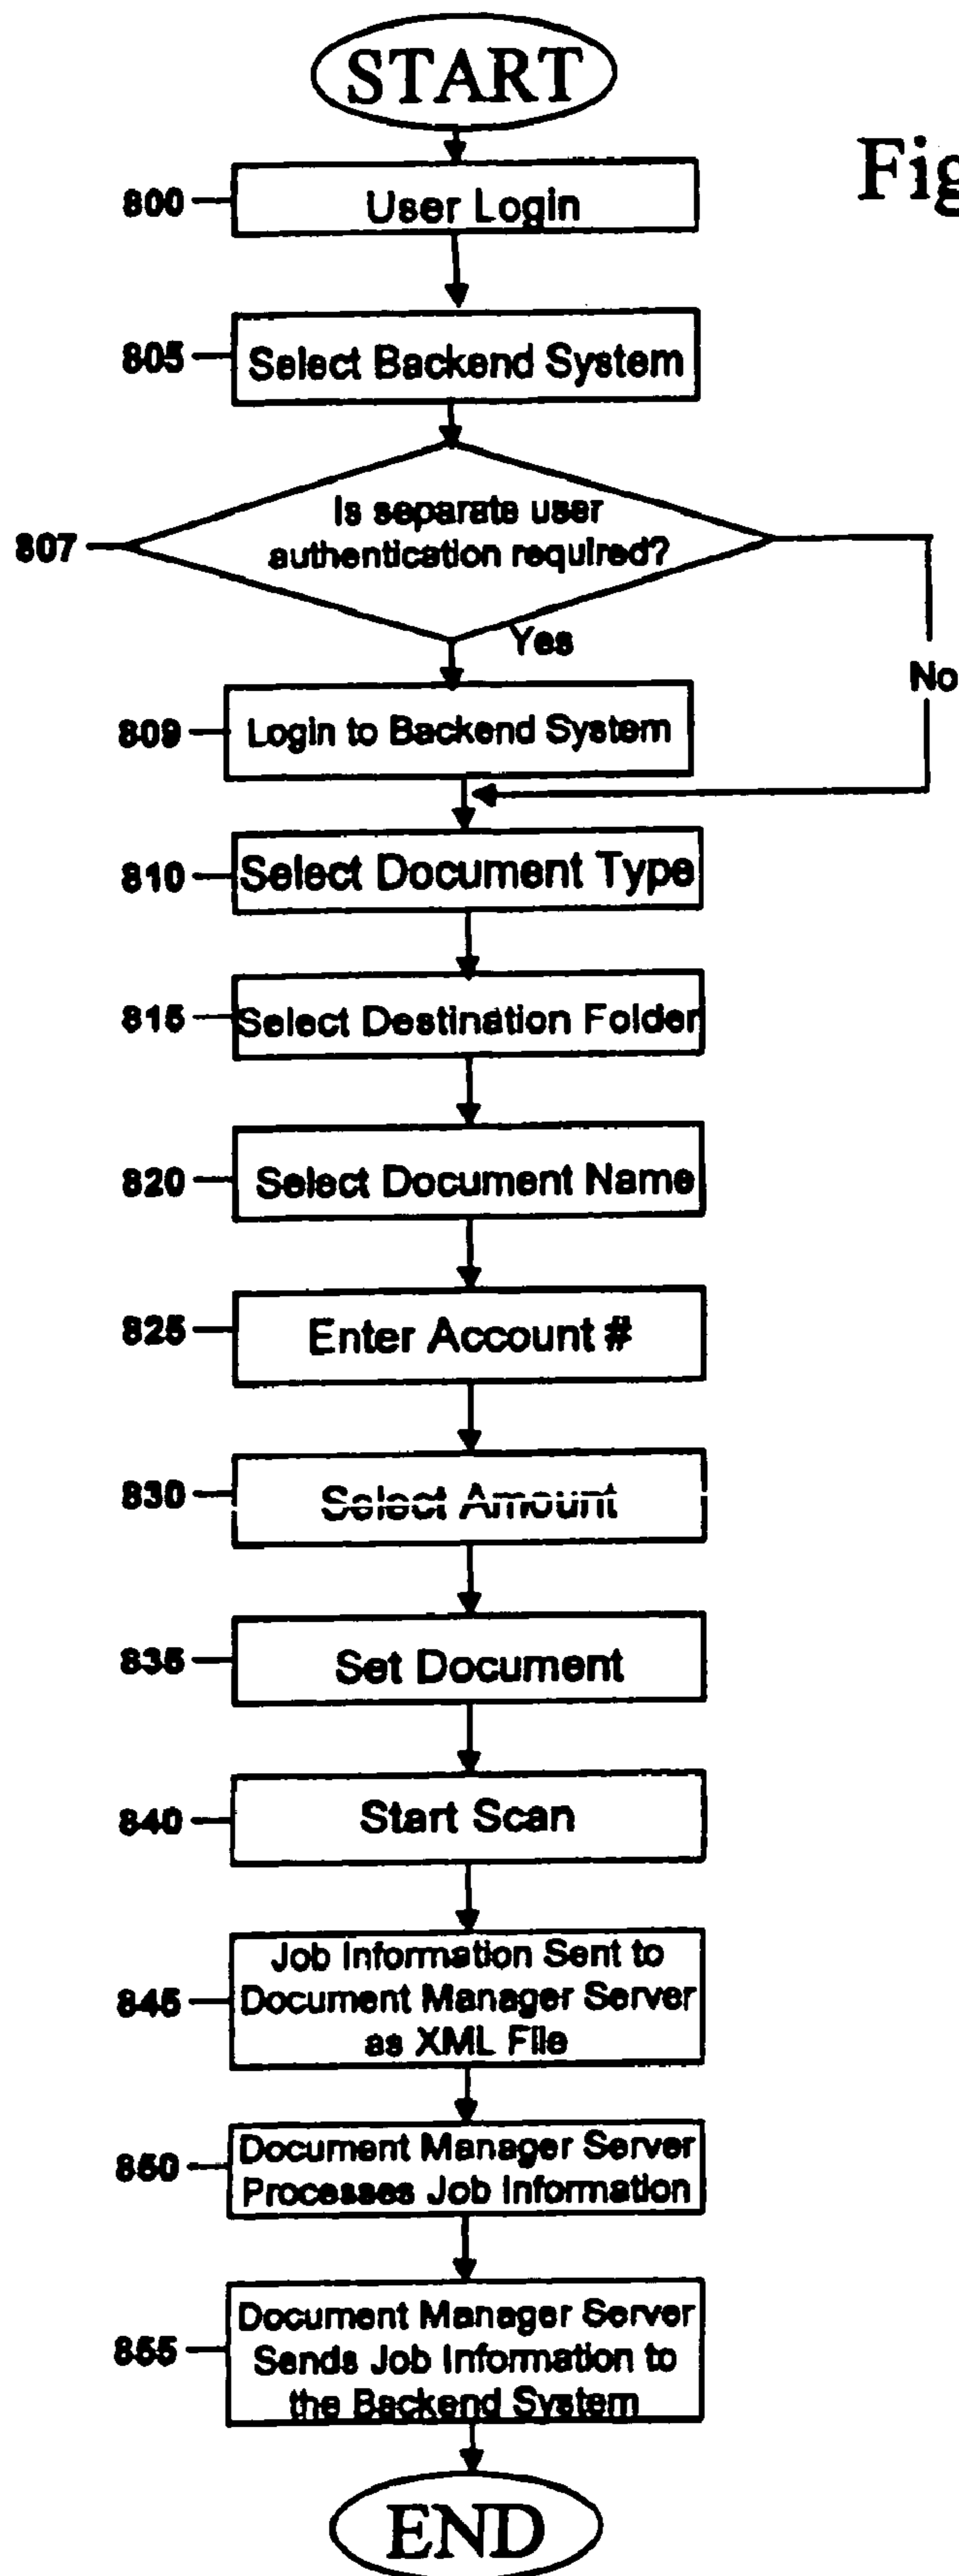 START
Fig
800
User Login
805
Select Backend System
807
Is separate user
authentication required?
Yes
No
809
Login to Backend System
810
Select Document Type
815
Select Destination Folder
820
Select Document Name
825
Enter Account #
830
Select Amount
835
Set Document
840
Start Scan
845
Job Information Sent to
Document Manager Server
as XML File
850
Document Manager Server
Processes Job Information
855
Document Manager Server
Sends Job Information to
the Backend System
END